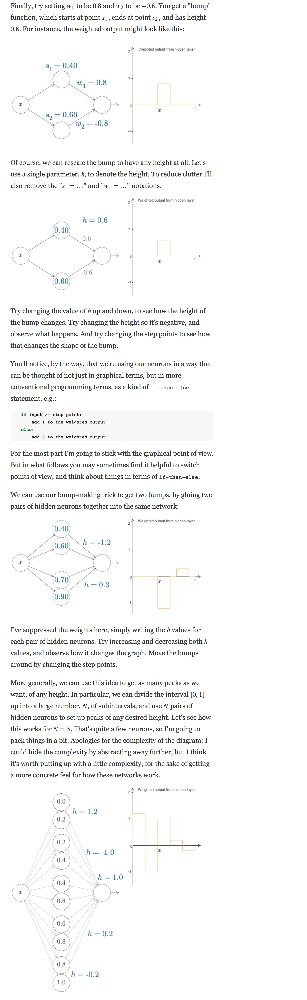 Finally, try setting w₁ to be 0.8 and w₂ to be −0.8. You get a "bump"
function, which starts at point s₁, ends at point s₂, and has height
0.8. For instance, the weighted output might look like this:
s₁ = 0.40
w₁ = 0.8
x
s₂ = 0.60
w₂ = -0.8
2
Weighted output from hidden layer
1
0
x
1
-1
Of course, we can rescale the bump to have any height at all. Let's
use a single parameter, h, to denote the height. To reduce clutter I'll
also remove the "s₁ = …" and "w₁ = …" notations.
h = 0.6
0.40
0.6
x
-0.6
0.60
2
Weighted output from hidden layer
1
0
x
1
-1
Try changing the value of h up and down, to see how the height of
the bump changes. Try changing the height so it's negative, and
observe what happens. And try changing the step points to see how
that changes the shape of the bump.
You'll notice, by the way, that we're using our neurons in a way that
can be thought of not just in graphical terms, but in more
conventional programming terms, as a kind of if-then-else
statement, e.g.:
if input >= step point:
add 1 to the weighted output
else:
add 0 to the weighted output
For the most part I'm going to stick with the graphical point of view.
But in what follows you may sometimes find it helpful to switch
points of view, and think about things in terms of if-then-else.
We can use our bump-making trick to get two bumps, by gluing two
pairs of hidden neurons together into the same network:
0.40
h = -1.2
0.60
x
0.70
h = 0.3
0.90
2
Weighted output from hidden layer
1
0
x
1
-1
I've suppressed the weights here, simply writing the h values for
each pair of hidden neurons. Try increasing and decreasing both h
values, and observe how it changes the graph. Move the bumps
around by changing the step points.
More generally, we can use this idea to get as many peaks as we
want, of any height. In particular, we can divide the interval [0, 1]
up into a large number, N, of subintervals, and use N pairs of
hidden neurons to set up peaks of any desired height. Let's see how
this works for N = 5. That's quite a few neurons, so I'm going to
pack things in a bit. Apologies for the complexity of the diagram: I
could hide the complexity by abstracting away further, but I think
it's worth putting up with a little complexity, for the sake of getting
a more concrete feel for how these networks work.
0.0
h = 1.2
0.2
0.2
h = -1.0
0.4
h = 1.0
0.4
x
0.6
0.6
h = 0.2
0.8
0.8
h = -0.2
1.0
2
Weighted output from hidden layer
1
0
x
-1